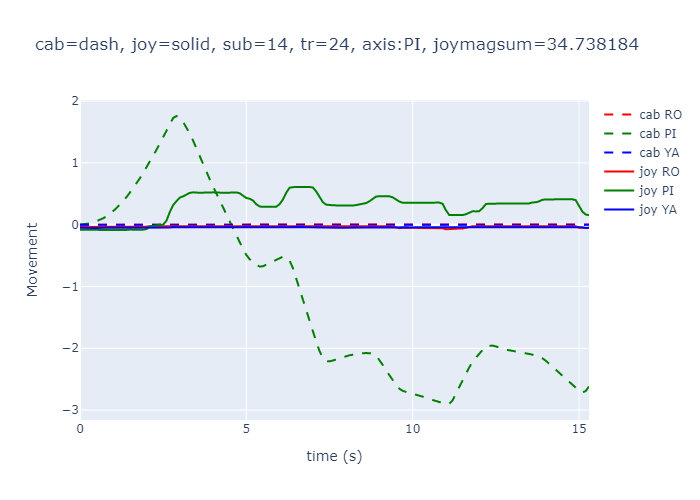 cab=dash, joy=solid, sub=14, tr=24, axis:PI, joymagsum=34.738184
2
1
0
−1
−2
−3
Movement
0
5
10
15
time (s)
cab RO
cab PI
cab YA
joy RO
joy PI
joy YA